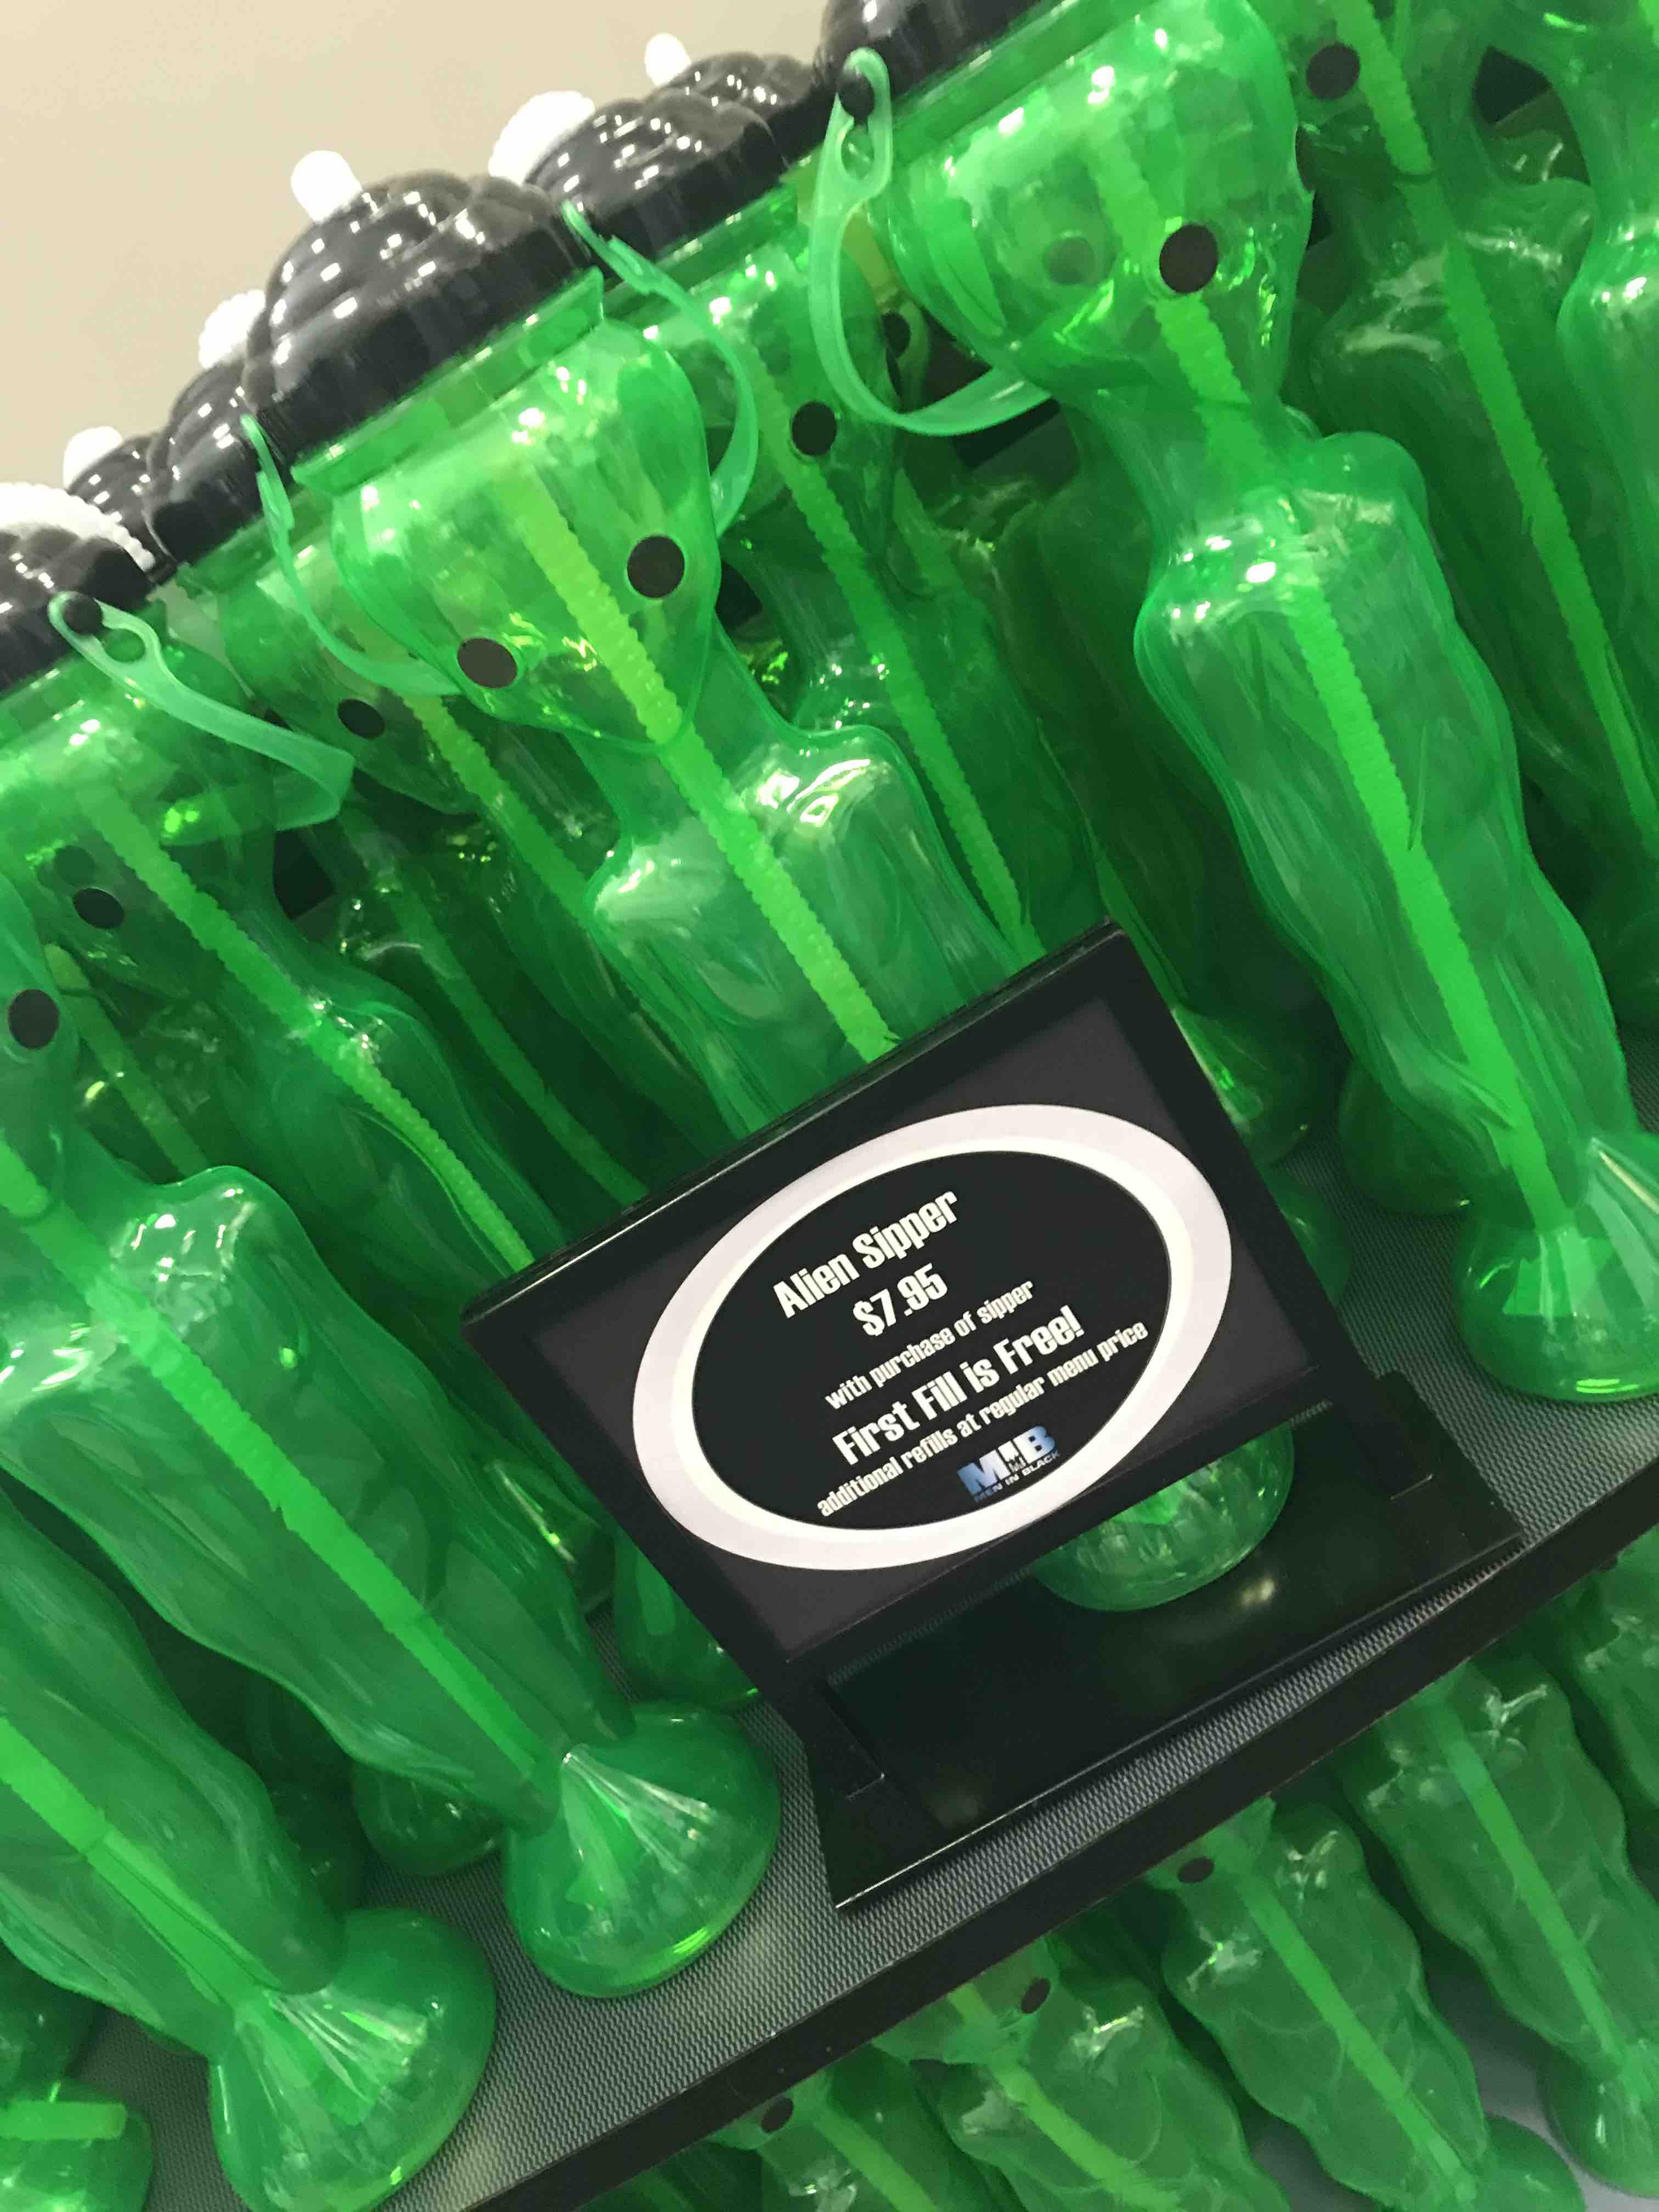 Alien Sipper
$7.95
with purchase of sipper
First Fill is Free!
additional refills at regular menu price
MIB
MEN IN BLACK